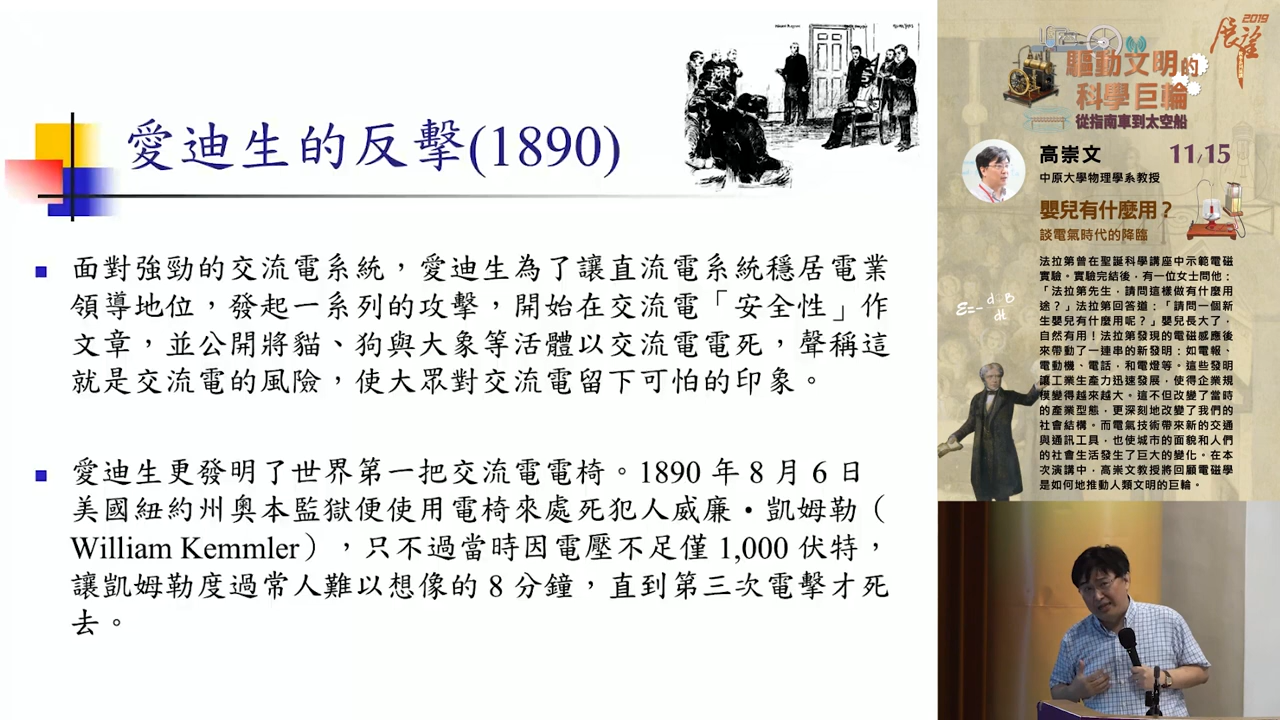 愛迪生的反擊(1890)
面對強勁的交流電系統，愛迪生為了讓直流電系統穩居電業
領導地位，發起一系列的攻擊，開始在交流電「安全性」作
文章，並公開將貓、狗與大象等活體以交流電電死，聲稱這
就是交流電的風險，使大眾對交流電留下可怕的印象。
愛迪生更發明了世界第一把交流電電椅。1890 年 8 月 6 日
美國紐約州奧本監獄便使用電椅來處死犯人威廉•凱姆勒（
William Kemmler），只不過當時因電壓不足僅 1,000 伏特，
讓凱姆勒度過常人難以想像的 8 分鐘，直到第三次電擊才死
去。
2019
展望
驅動文明的
科學巨輪
從指南車到太空船
高崇文
11/15
中原大學物理學系教授
嬰兒有什麼用？
談電氣時代的降臨
法拉第曾在聖誕科學講座中示範電磁
實驗。實驗完結後，有一位女士問他：
「法拉第先生，請問這樣做有什麼用
途？」法拉第回答道：「請問一個新
生嬰兒有什麼用呢？」嬰兒長大了，
自然有用！法拉第發現的電磁感應後
來帶動了一連串的新發明：如電報、
電動機、電話，和電燈等。這些發明
讓工業生產力迅速發展，使得企業規
模變得越來越大。這不但改變了當時
的產業型態，更深刻地改變了我們的
社會結構。而電氣技術帶來新的交通
與通訊工具，也使城市的面貌和人們
的社會生活發生了巨大的變化。在本
次演講中，高崇文教授將回顧電磁學
是如何地推動人類文明的巨輪。